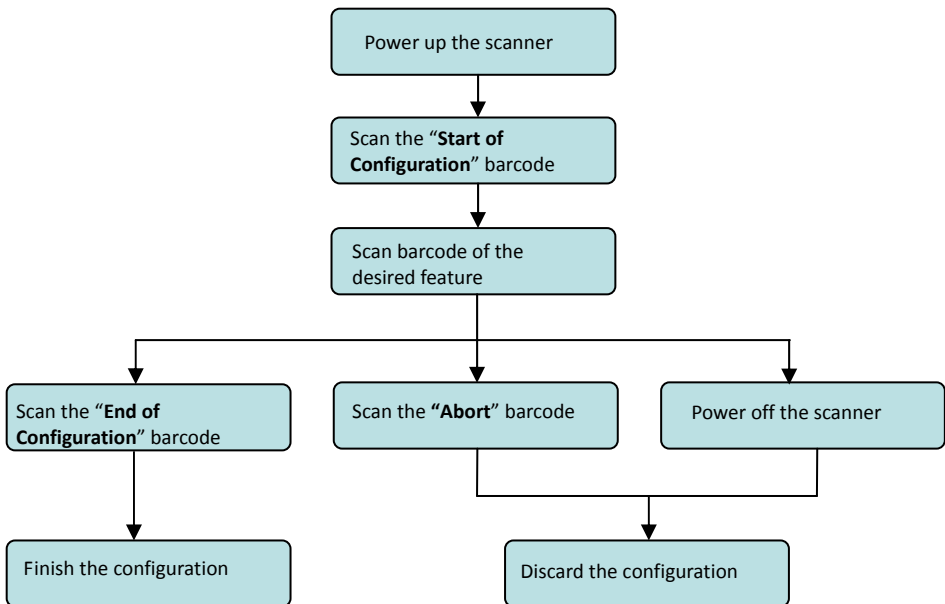 Power up the scanner
Scan the “Start of
Configuration” barcode
Scan barcode of the
desired feature
Scan the “End of
Configuration” barcode
Scan the “Abort” barcode
Power off the scanner
Finish the configuration
Discard the configuration